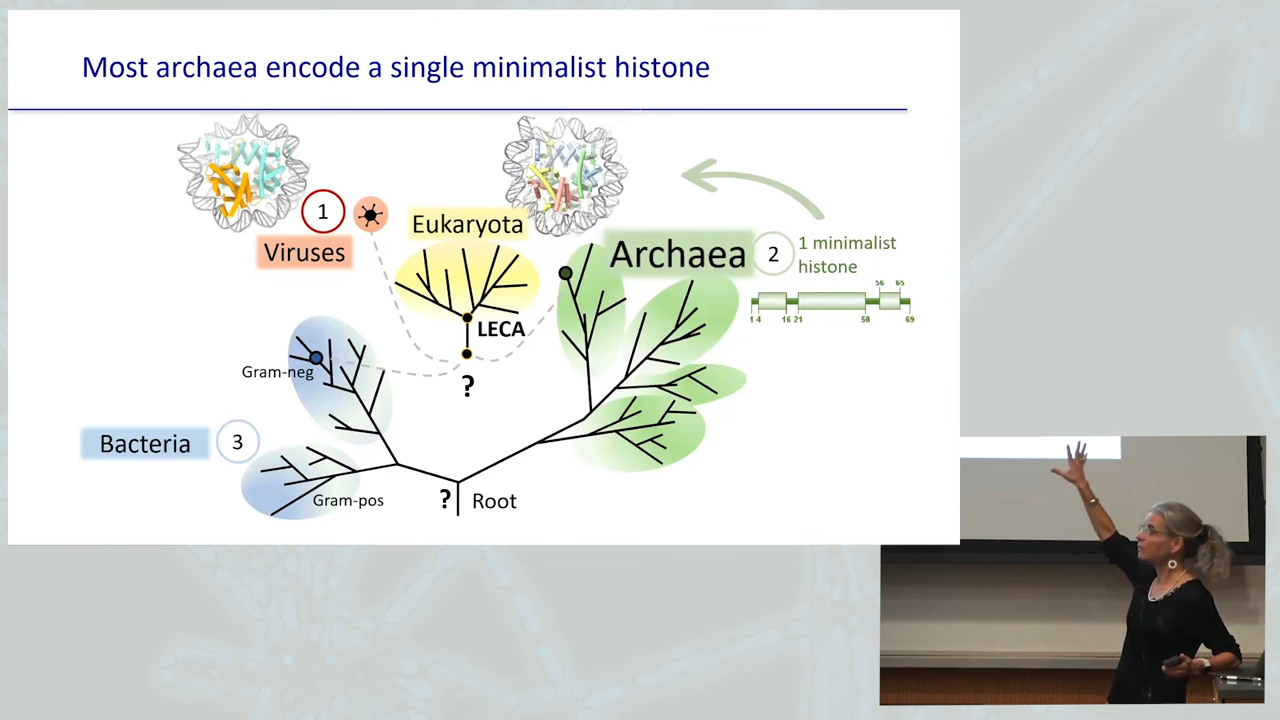 Most archaea encode a single minimalist histone
1
Viruses
Eukaryota
Archaea
2
1 minimalist
histone
56 65
1 4 16 21 50 69
LECA
?
Gram-neg
Bacteria
3
Gram-pos
?
Root